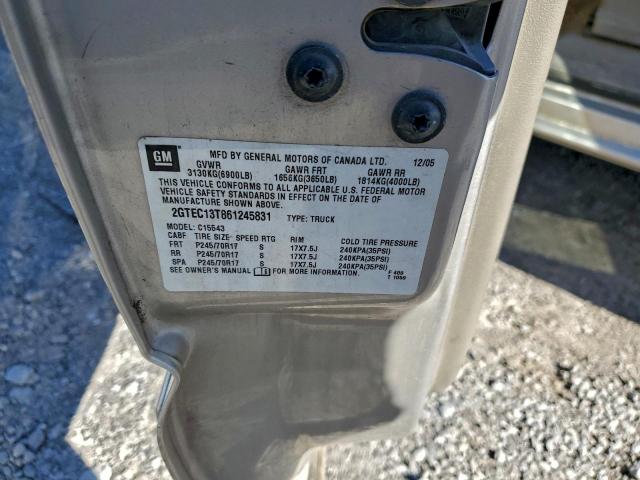 GM
MFD BY GENERAL MOTORS OF CANADA LTD. 12/05
GVWR GAWR FRT GAWR RR
3130KG(6900LB) 1656KG(3650LB) 1814KG(4000LB)
THIS VEHICLE CONFORMS TO ALL APPLICABLE U.S. FEDERAL MOTOR
VEHICLE SAFETY STANDARDS IN EFFECT ON THE DATE OF
MANUFACTURE SHOWN ABOVE.
2GTEC13T861245831 TYPE: TRUCK
MODEL: C15543
CABF TIRE SIZE SPEED RTG RIM COLD TIRE PRESSURE
FRT P245/70R17 S 17X7.5J 240KPA(35PSI)
RR P245/70R17 S 17X7.5J 240KPA(35PSI)
SPA P245/70R17 S 17X7.5J 240KPA(35PSI)
SEE OWNER'S MANUAL FOR ADDITIONAL INFORMATION.